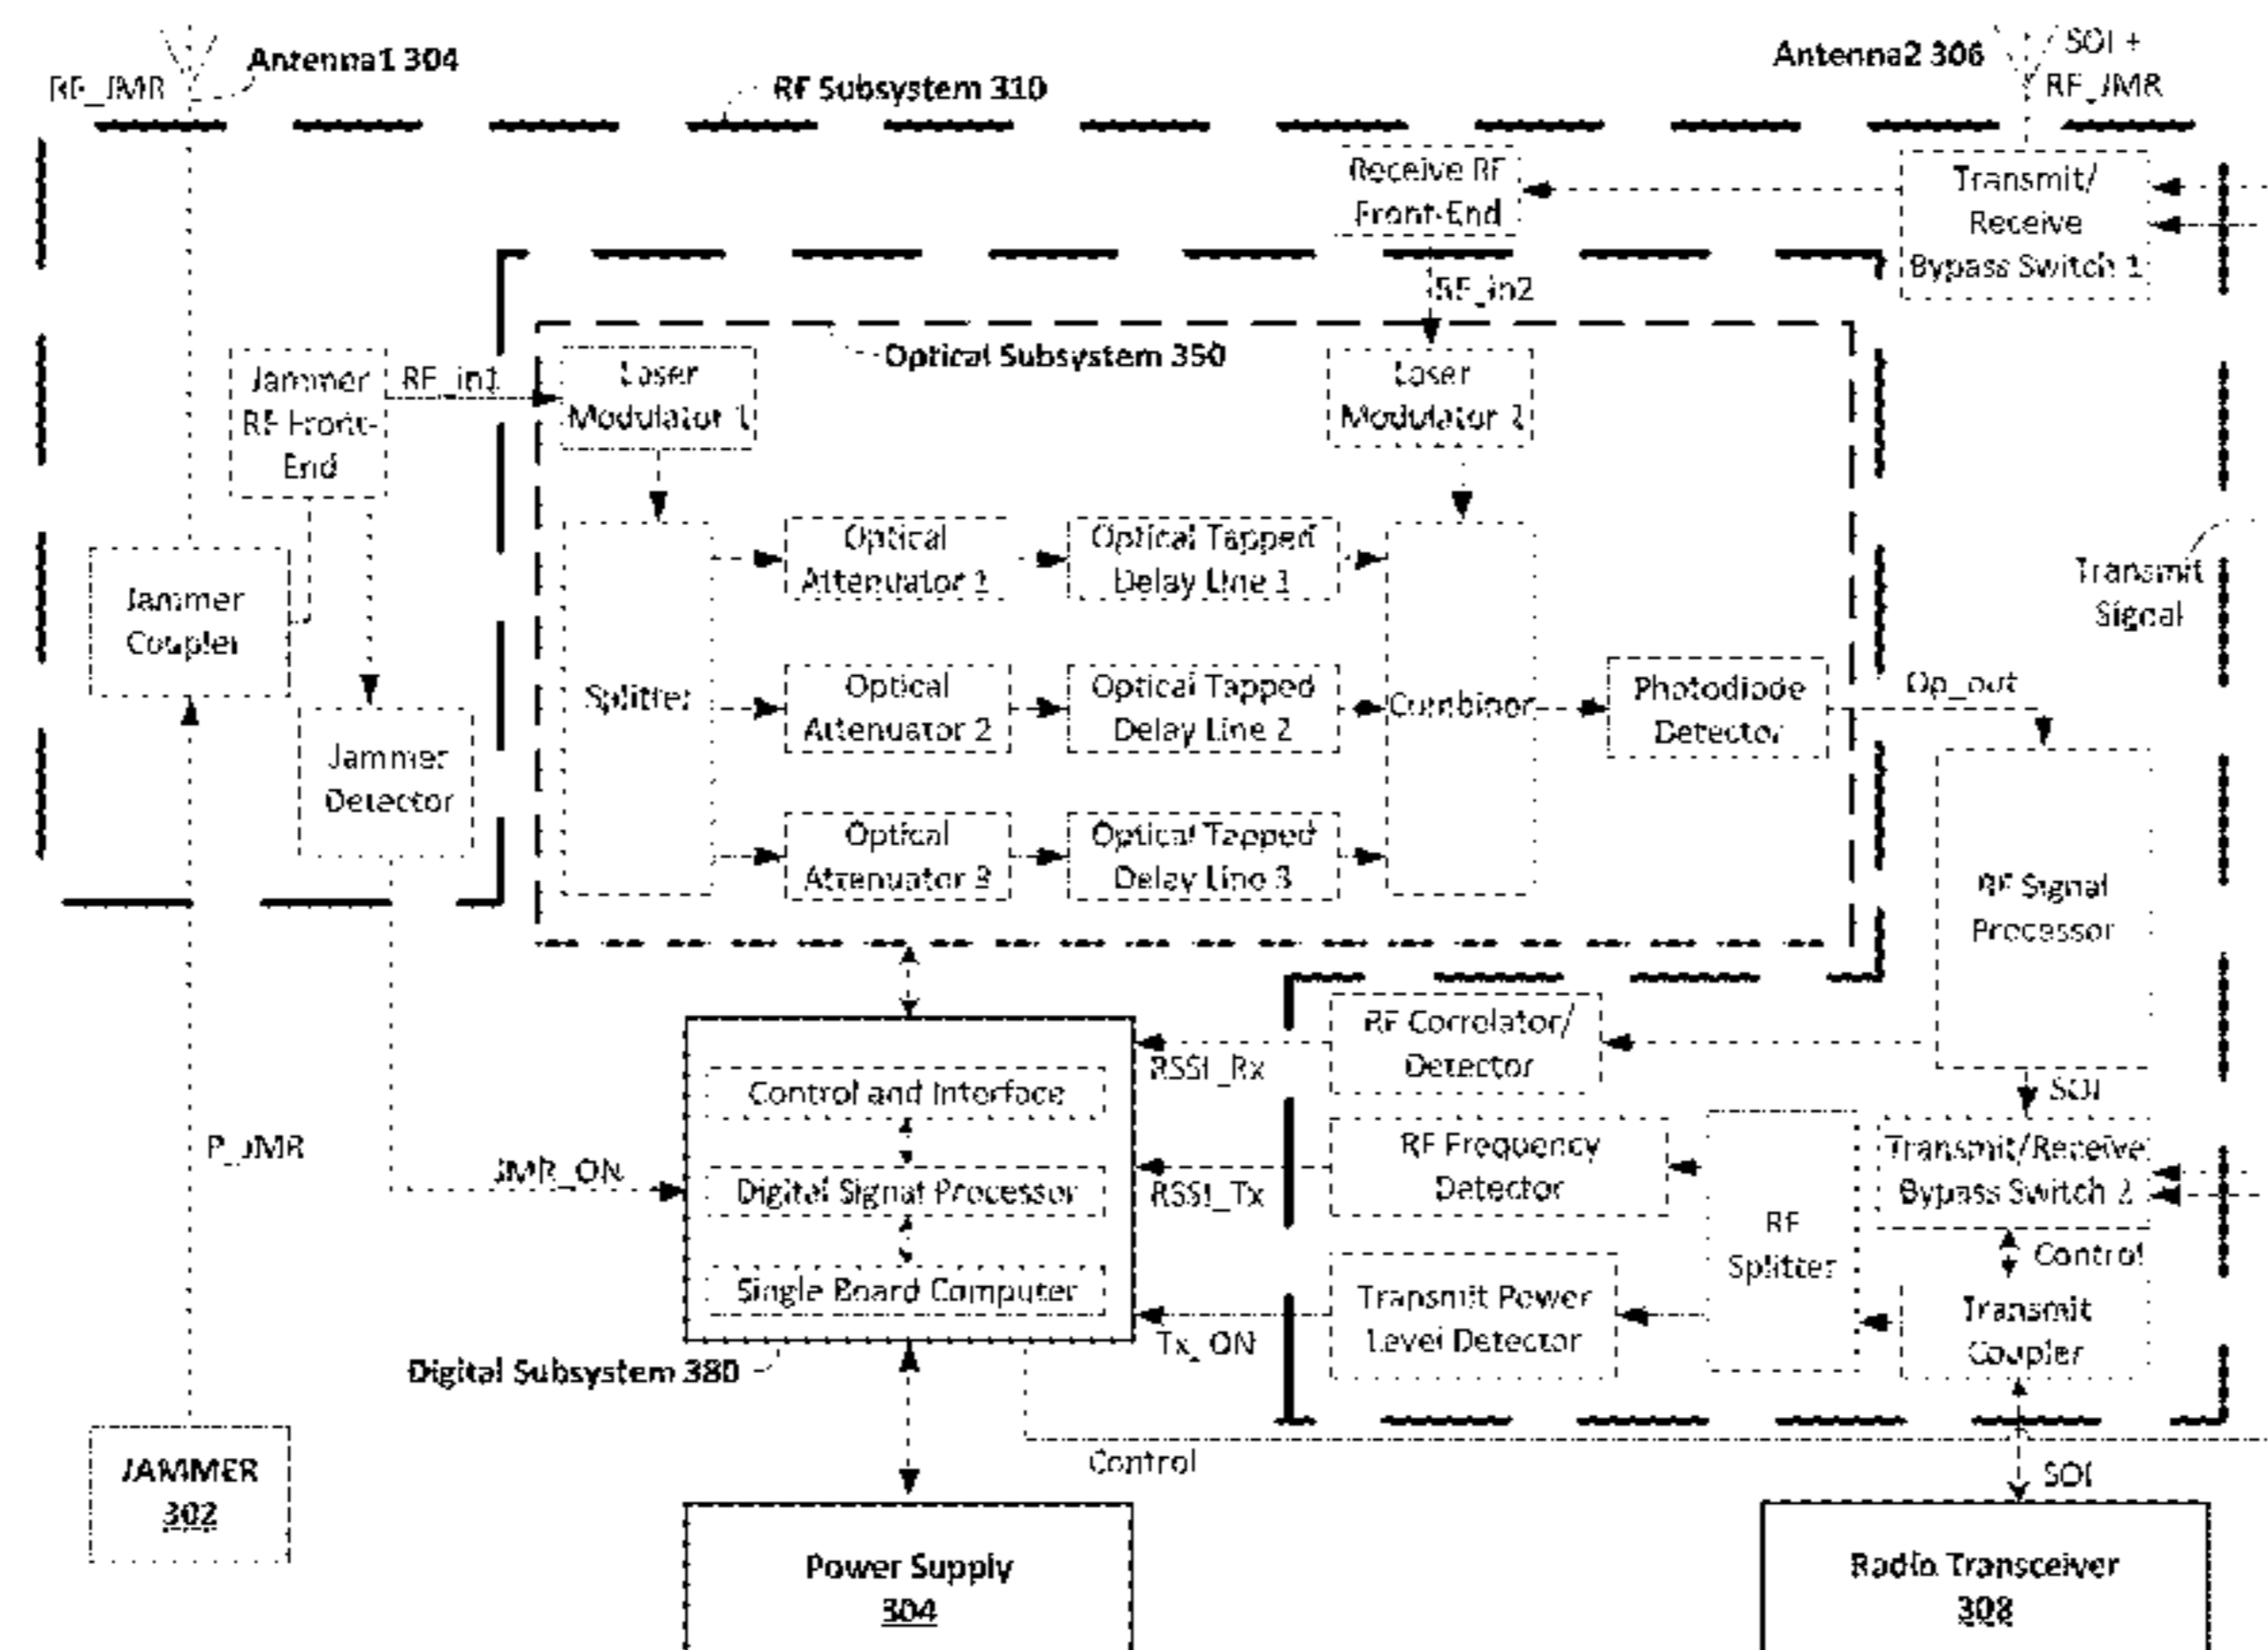 Antenna1 304
RF_JMR
RF Subsystem 310
Antenna2 306
SOI +
RF_JMR
Receive RF
Front-End
Transmit/
Receive
Bypass Switch 1
RF_in2
Optical Subsystem 350
Jammer
RF Front-
End
RF_in1
Laser
Modulator 1
Laser
Modulator 2
Jammer
Coupler
Jammer
Detector
Splitter
Optical
Attenuator 1
Optical Tapped
Delay Line 1
Optical
Attenuator 2
Optical Tapped
Delay Line 2
Optical
Attenuator 3
Optical Tapped
Delay Line 3
Combiner
Photodiode
Detector
Op_out
Transmit
Signal
RF Signal
Processor
P_JMR
JMR_ON
Control and Interface
Digital Signal Processor
Single Board Computer
Digital Subsystem 380
RSSI_Rx
RSSI_Tx
Tx_ON
RF Correlator/
Detector
RF Frequency
Detector
Transmit Power
Level Detector
RF
Splitter
SOI
Transmit/Receive
Bypass Switch 2
Control
Transmit
Coupler
Control
SOI
JAMMER
302
Power Supply
304
Radio Transceiver
308